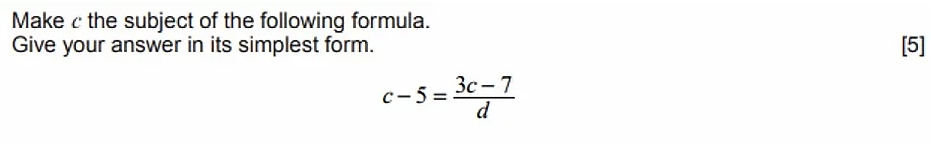 Make c the subject of the following formula.
Give your answer in its simplest form. [5]
c − 5 = (3c − 7)/d